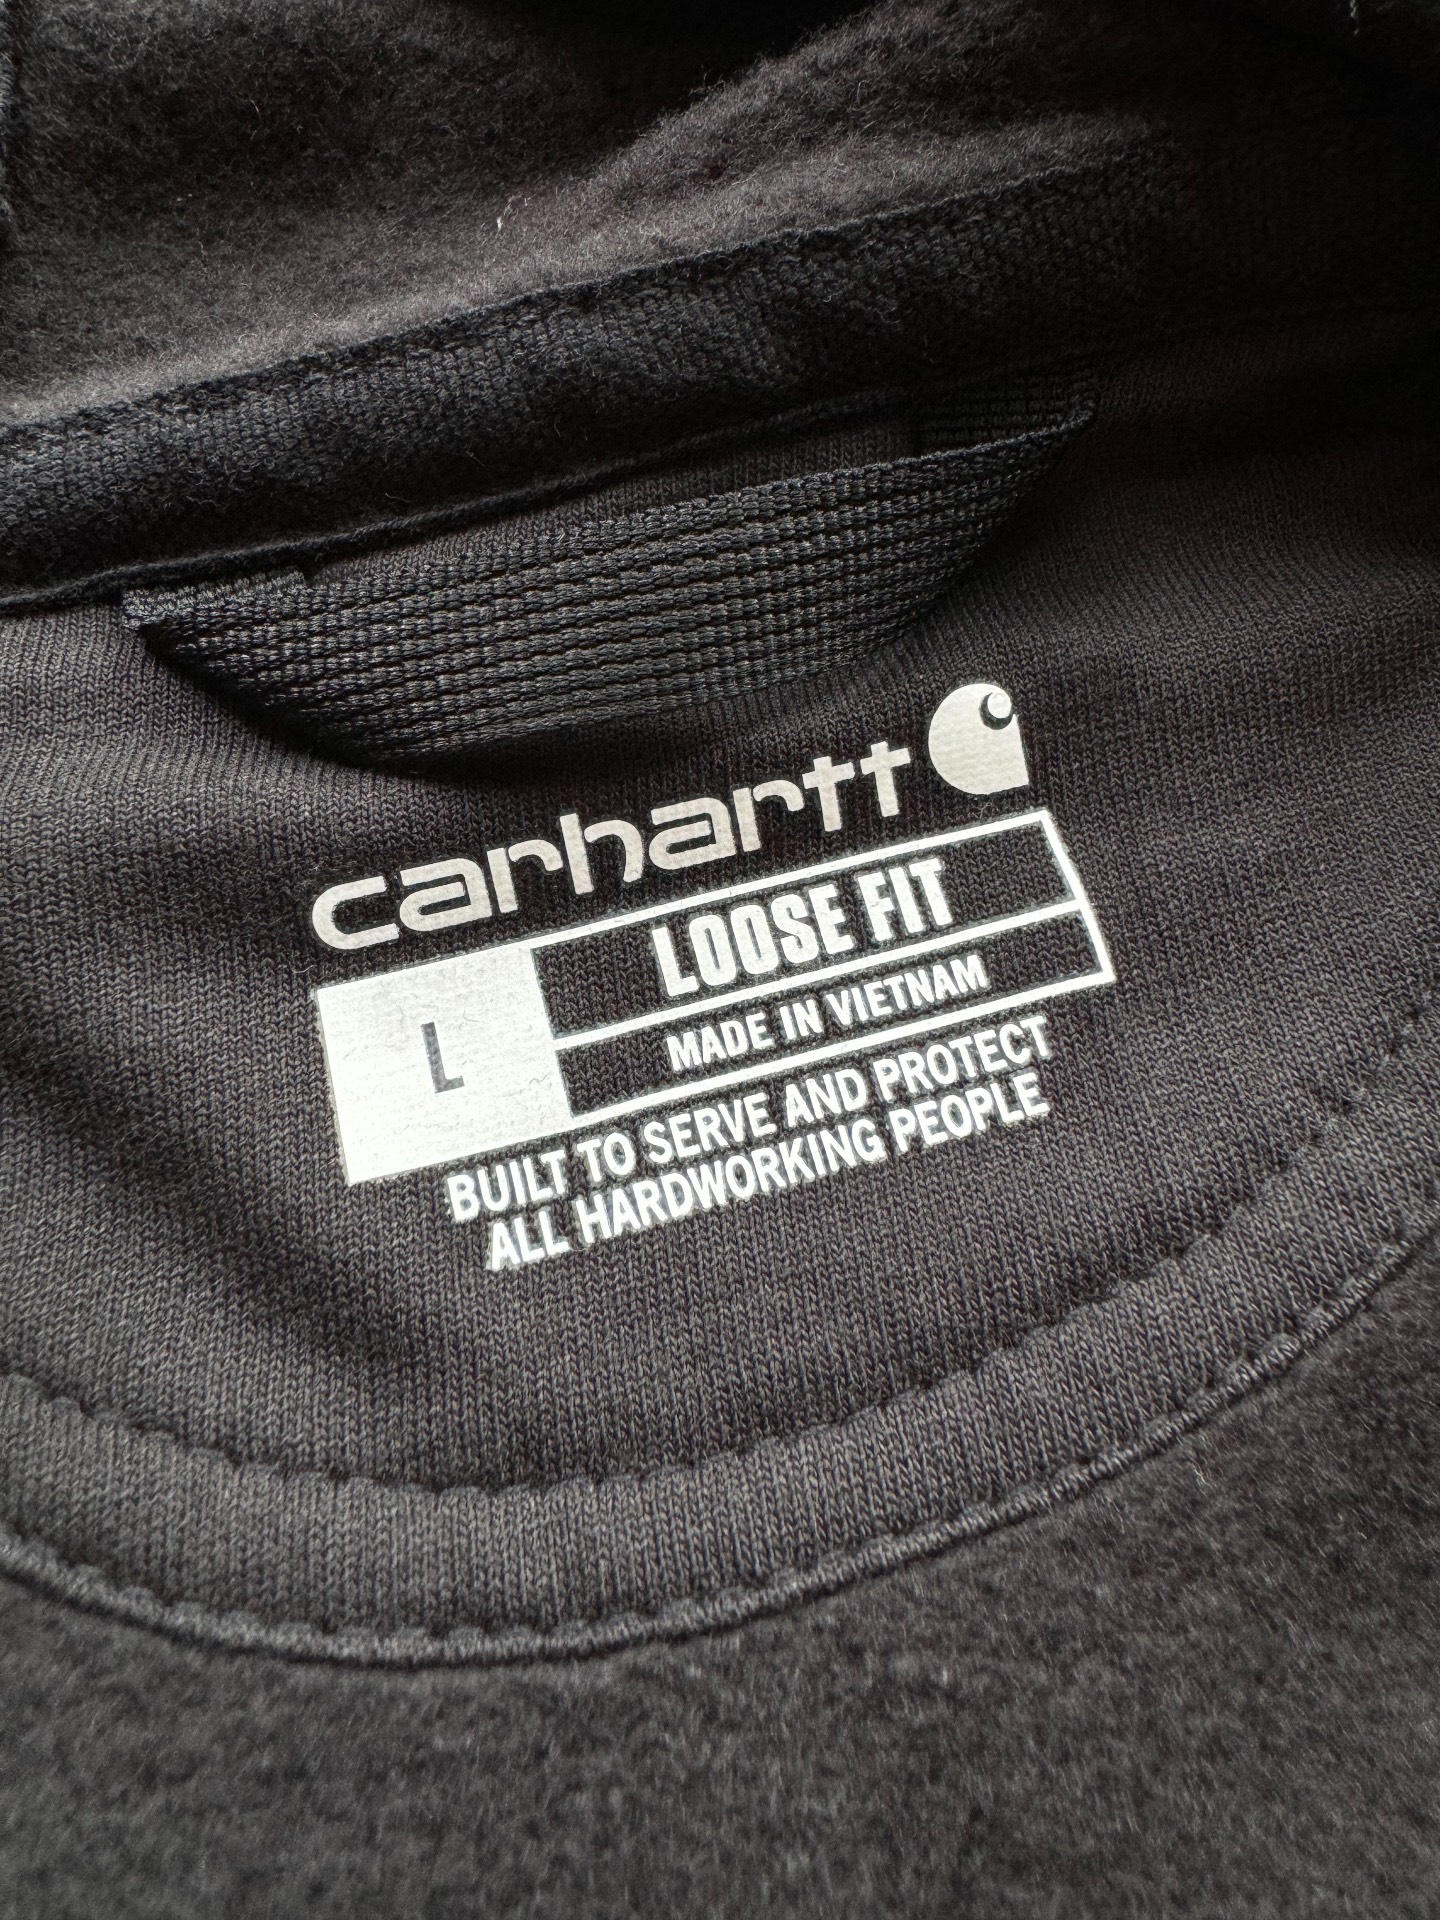 carhartt
LOOSE FIT
L
MADE IN VIETNAM
BUILT TO SERVE AND PROTECT
ALL HARDWORKING PEOPLE